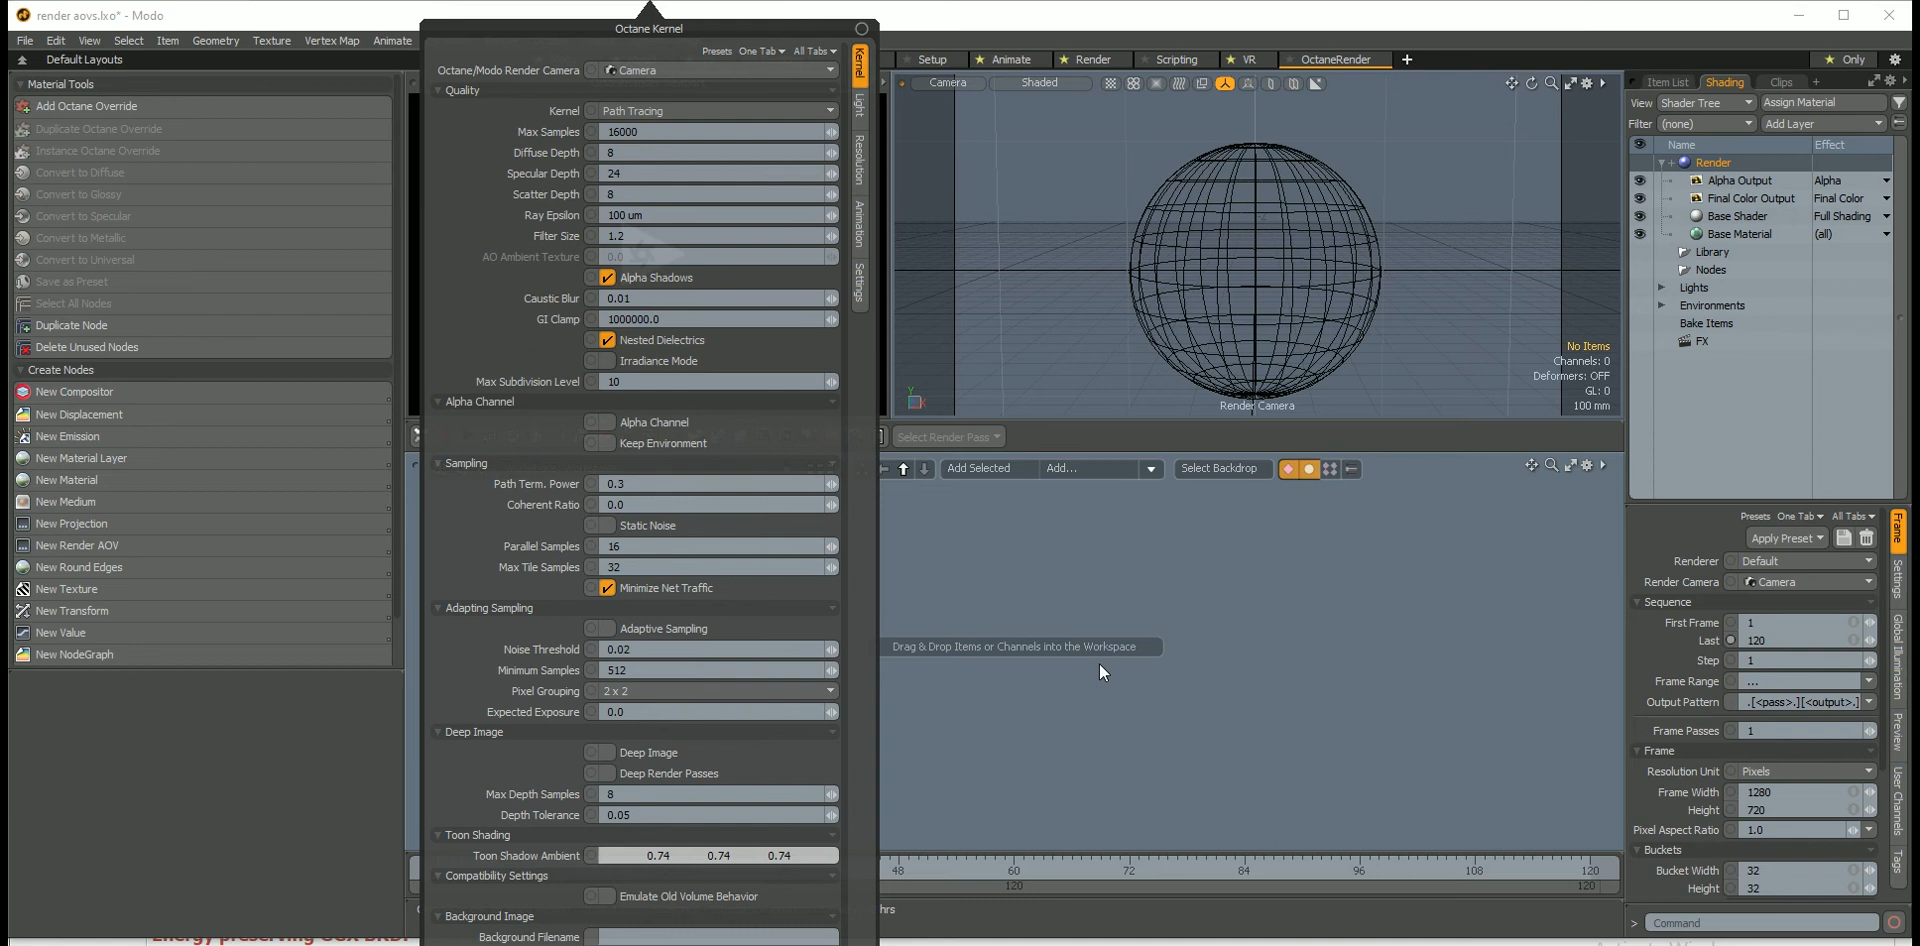 render aovs.lxo* - Modo
File Edit View Select Item Geometry Texture Vertex Map Animate
Default Layouts
Setup Animate Render Scripting VR OctaneRender + Only
Material Tools
Add Octane Override
Duplicate Octane Override
Instance Octane Override
Convert to Diffuse
Convert to Glossy
Convert to Specular
Convert to Metallic
Convert to Universal
Save as Preset
Select All Nodes
Duplicate Node
Delete Unused Nodes
Create Nodes
New Compositor
New Displacement
New Emission
New Material Layer
New Material
New Medium
New Projection
New Render AOV
New Round Edges
New Texture
New Transform
New Value
New NodeGraph
Octane Kernel
Presets One Tab All Tabs
Octane/Modo Render Camera Camera
Quality
Kernel Path Tracing
Max Samples 16000
Diffuse Depth 8
Specular Depth 24
Scatter Depth 8
Ray Epsilon 100 um
Filter Size 1.2
AO Ambient Texture 0.0
Alpha Shadows
Caustic Blur 0.01
GI Clamp 1000000.0
Nested Dielectrics
Irradiance Mode
Max Subdivision Level 10
Alpha Channel
Alpha Channel
Keep Environment
Sampling
Path Term. Power 0.3
Coherent Ratio 0.0
Static Noise
Parallel Samples 16
Max Tile Samples 32
Minimize Net Traffic
Adapting Sampling
Adaptive Sampling
Noise Threshold 0.02
Minimum Samples 512
Pixel Grouping 2 x 2
Expected Exposure 0.0
Deep Image
Deep Image
Deep Render Passes
Max Depth Samples 8
Depth Tolerance 0.05
Toon Shading
Toon Shadow Ambient 0.74 0.74 0.74
Compatibility Settings
Emulate Old Volume Behavior
Background Image
Background Filename
Kernel
Light
Resolution
Animation
Settings
Camera Shaded
No Items
Channels: 0
Deformers: OFF
GL: 0
100 mm
Render Camera
Y
Select Render Pass
Add Selected Add... Select Backdrop
Drag & Drop Items or Channels into the Workspace
48 60 72 84 96 108 120
120 120
hrs
Item List Shading Clips +
View Shader Tree Assign Material
Filter (none) Add Layer
Name Effect
Render
Alpha Output Alpha
Final Color Output Final Color
Base Shader Full Shading
Base Material (all)
Library
Nodes
Lights
Environments
Bake Items
FX
Presets One Tab All Tabs
Apply Preset
Renderer Default
Render Camera Camera
Sequence
First Frame 1
Last 120
Step 1
Frame Range ...
Output Pattern .[<pass>.][<output>.]
Frame Passes 1
Frame
Resolution Unit Pixels
Frame Width 1280
Height 720
Pixel Aspect Ratio 1.0
Buckets
Bucket Width 32
Height 32
> Command
Frame
Settings
Global Illumination
Preview
User Channels
Tags